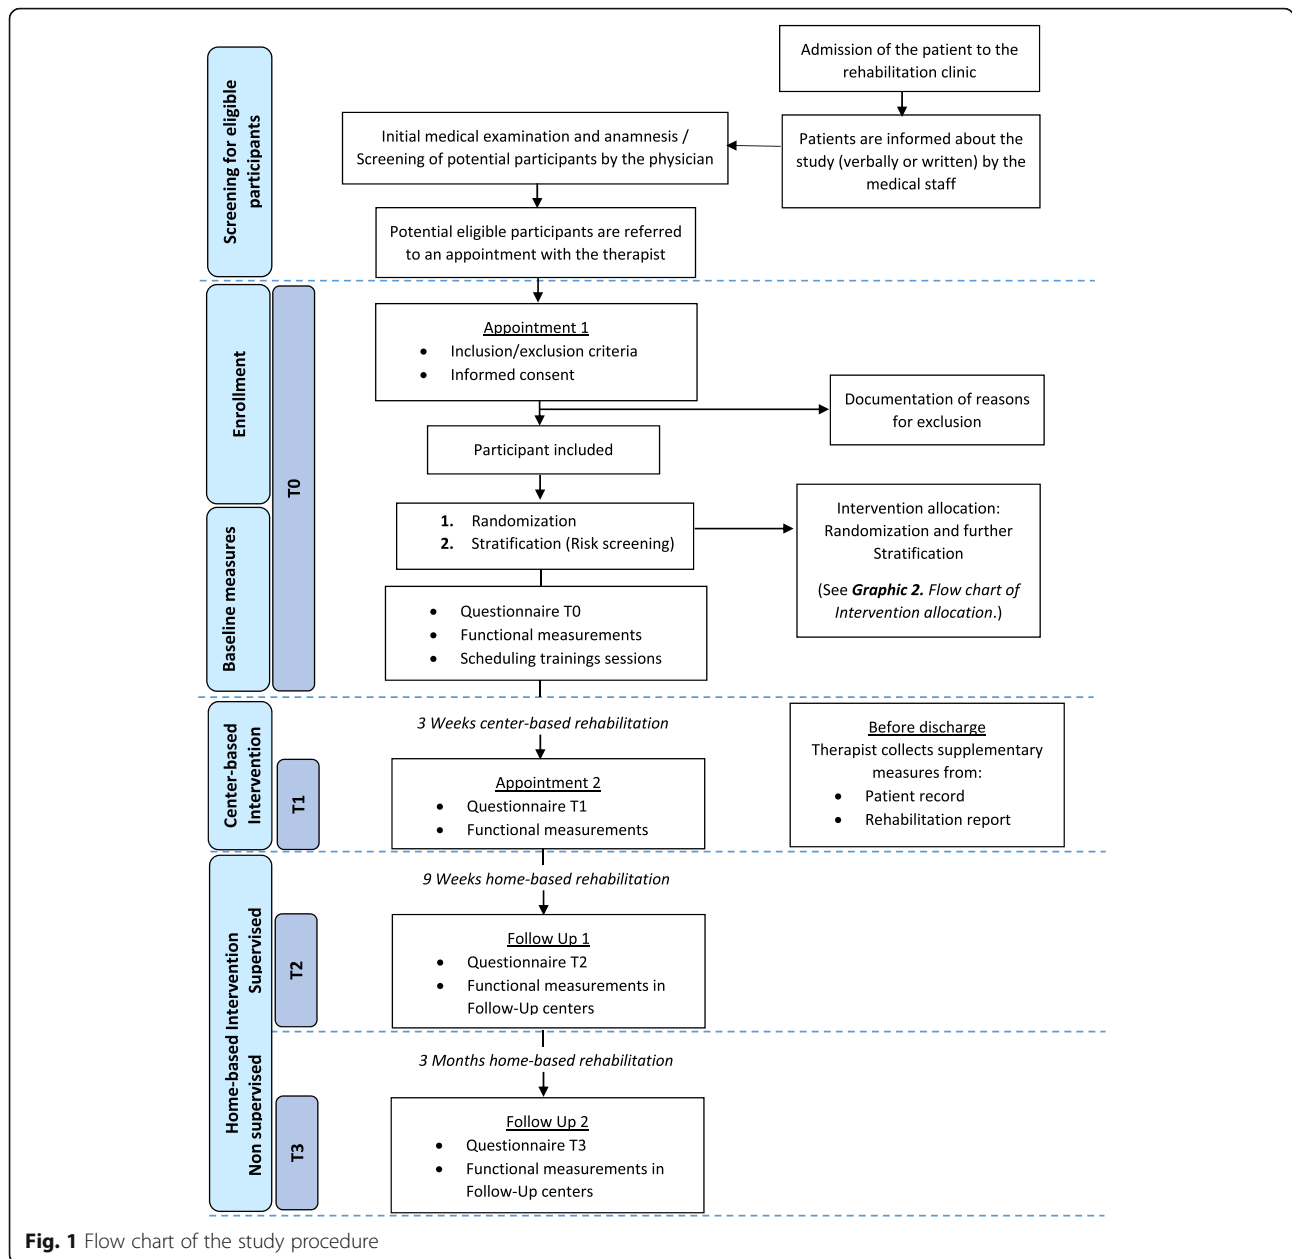 Screening for eligible
participants
Admission of the patient to the
rehabilitation clinic
Patients are informed about the
study (verbally or written) by the
medical staff
Initial medical examination and anamnesis /
Screening of potential participants by the physician
Potential eligible participants are referred
to an appointment with the therapist
Enrollment
T0
Appointment 1
• Inclusion/exclusion criteria
• Informed consent
Documentation of reasons
for exclusion
Participant included
Baseline measures
1. Randomization
2. Stratification (Risk screening)
Intervention allocation:
Randomization and further
Stratification
(See Graphic 2. Flow chart of
Intervention allocation.)
• Questionnaire T0
• Functional measurements
• Scheduling trainings sessions
Center-based
Intervention
T1
3 Weeks center-based rehabilitation
Appointment 2
• Questionnaire T1
• Functional measurements
Before discharge
Therapist collects supplementary
measures from:
• Patient record
• Rehabilitation report
Home-based Intervention
Non supervised Supervised
T2
9 Weeks home-based rehabilitation
Follow Up 1
• Questionnaire T2
• Functional measurements in
Follow-Up centers
T3
3 Months home-based rehabilitation
Follow Up 2
• Questionnaire T3
• Functional measurements in
Follow-Up centers
Fig. 1 Flow chart of the study procedure